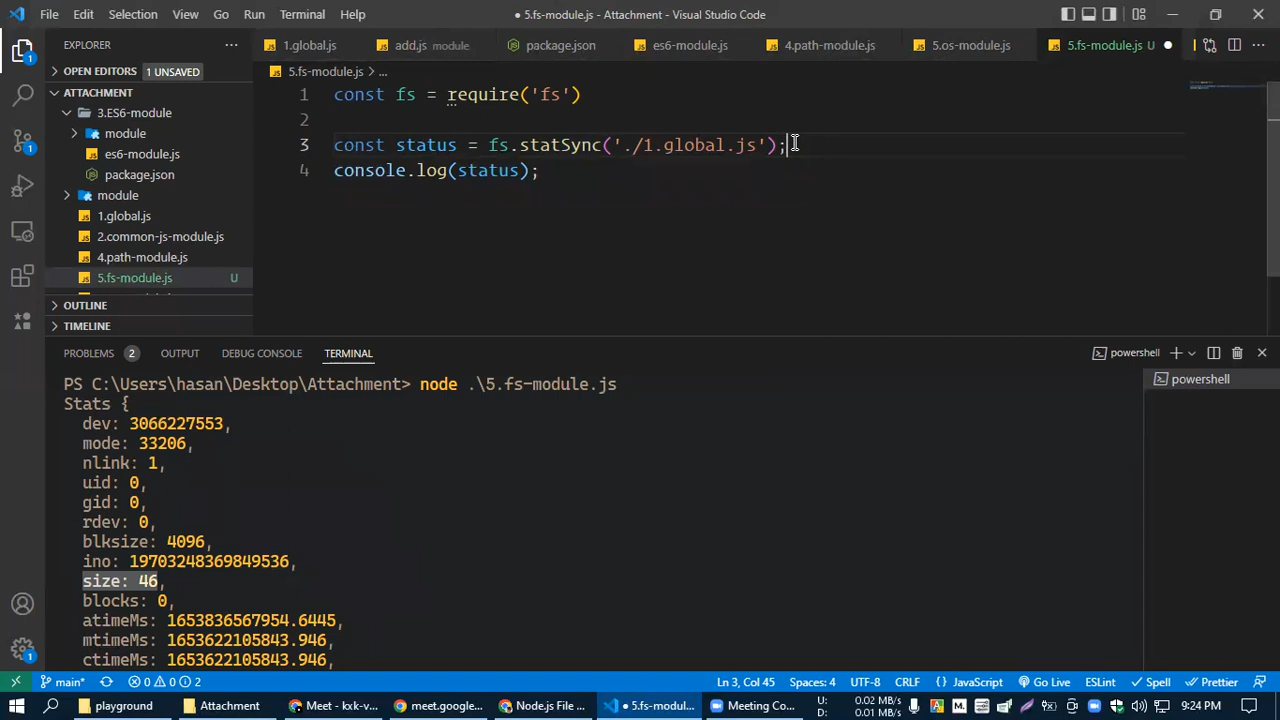 File Edit Selection View Go Run Terminal Help
● 5.fs-module.js - Attachment - Visual Studio Code
EXPLORER
1.global.js
add.js module
package.json
es6-module.js
4.path-module.js
5.os-module.js
5.fs-module.js U
OPEN EDITORS 1 UNSAVED
5.fs-module.js > ...
ATTACHMENT
3.ES6-module
module
es6-module.js
package.json
module
1.global.js
2.common-js-module.js
4.path-module.js
5.fs-module.js U
OUTLINE
TIMELINE
1 const fs = require('fs')
2
3 const status = fs.statSync('./1.global.js');
4 console.log(status);
PROBLEMS 2 OUTPUT DEBUG CONSOLE TERMINAL
powershell
powershell
PS C:\Users\hasan\Desktop\Attachment> node .\5.fs-module.js
Stats {
dev: 3066227553,
mode: 33206,
nlink: 1,
uid: 0,
gid: 0,
rdev: 0,
blksize: 4096,
ino: 19703248369849536,
size: 46,
blocks: 0,
atimeMs: 1653836567954.6445,
mtimeMs: 1653622105843.946,
ctimeMs: 1653622105843.946,
1
1
main* 0 0 2 Ln 3, Col 45 Spaces: 4 UTF-8 CRLF {} JavaScript Go Live ESLint Spell Prettier
playground Attachment Meet - kxk-v... meet.google... Node.js File ... ● 5.fs-modul... Meeting Co...
U: 0.02 MB/s
D: 0.01 MB/s
9:24 PM